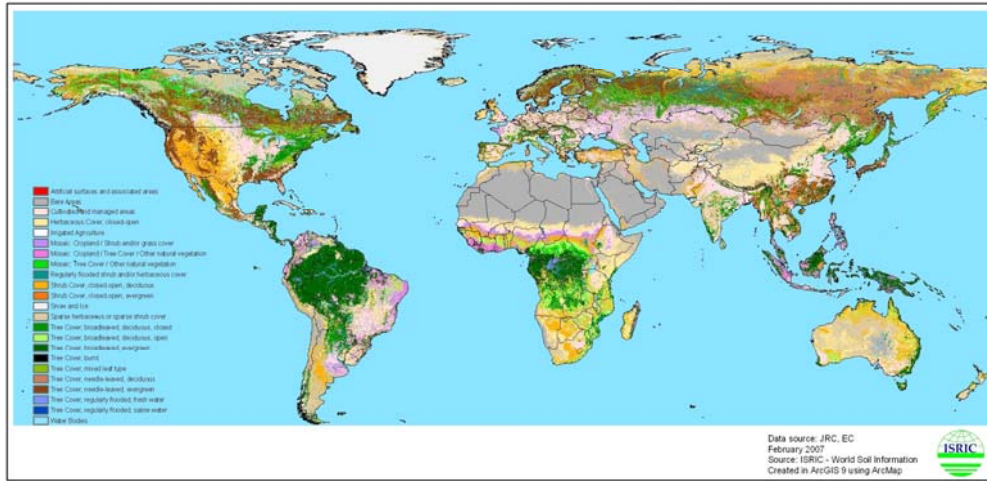 Artificial surfaces and associated areas
Bare Areas
Cultivated and managed areas
Herbaceous Cover, closed-open
Irrigated Agriculture
Mosaic: Cropland / Shrub and/or grass cover
Mosaic: Cropland / Tree Cover / Other natural vegetation
Mosaic: Tree Cover / Other natural vegetation
Regularly flooded shrub and/or herbaceous cover
Shrub Cover, closed-open, deciduous
Shrub Cover, closed-open, evergreen
Snow and Ice
Sparse herbaceous or sparse shrub cover
Tree Cover, broadleaved, deciduous, closed
Tree Cover, broadleaved, deciduous, open
Tree Cover, broadleaved, evergreen
Tree Cover, burnt
Tree Cover, mixed leaf type
Tree Cover, needle-leaved, deciduous
Tree Cover, needle-leaved, evergreen
Tree Cover, regularly flooded, fresh water
Tree Cover, regularly flooded, saline water
Water Bodies
Data source: JRC, EC
February 2007
Source: ISRIC - World Soil Information
Created in ArcGIS 9 using ArcMap
ISRIC